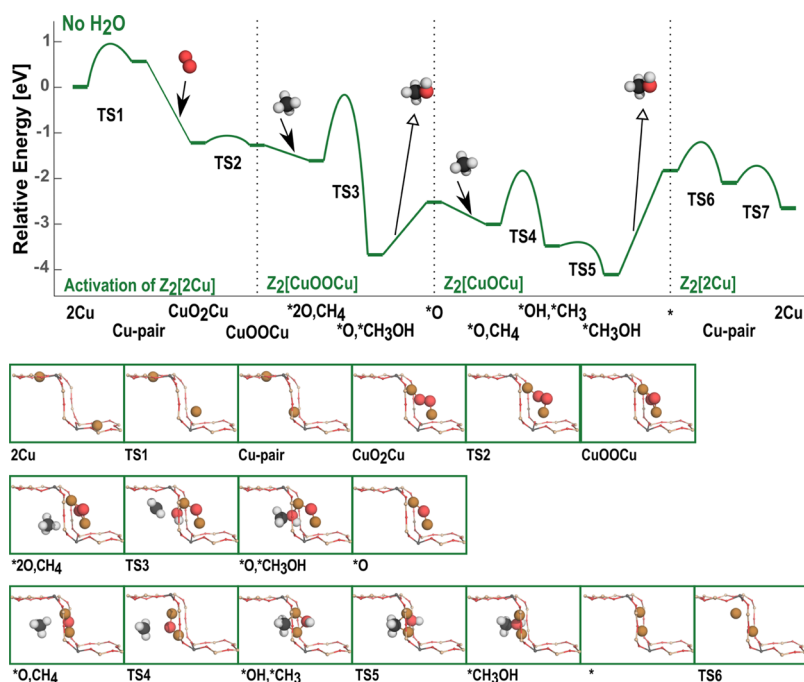 No H₂O
Relative Energy [eV]
1
0
-1
-2
-3
-4
TS1
TS2
TS3
TS4
TS5
TS6
TS7
Activation of Z₂[2Cu]
Z₂[CuOOCu]
Z₂[CuOCu]
Z₂[2Cu]
2Cu
Cu-pair
CuO₂Cu
CuOOCu
*2O,CH₄
*O,*CH₃OH
*O
*O,CH₄
*OH,*CH₃
*CH₃OH
*
Cu-pair
2Cu
2Cu TS1 Cu-pair CuO₂Cu TS2 CuOOCu
*2O,CH₄ TS3 *O,*CH₃OH *O
*O,CH₄ TS4 *OH,*CH₃ TS5 *CH₃OH * TS6